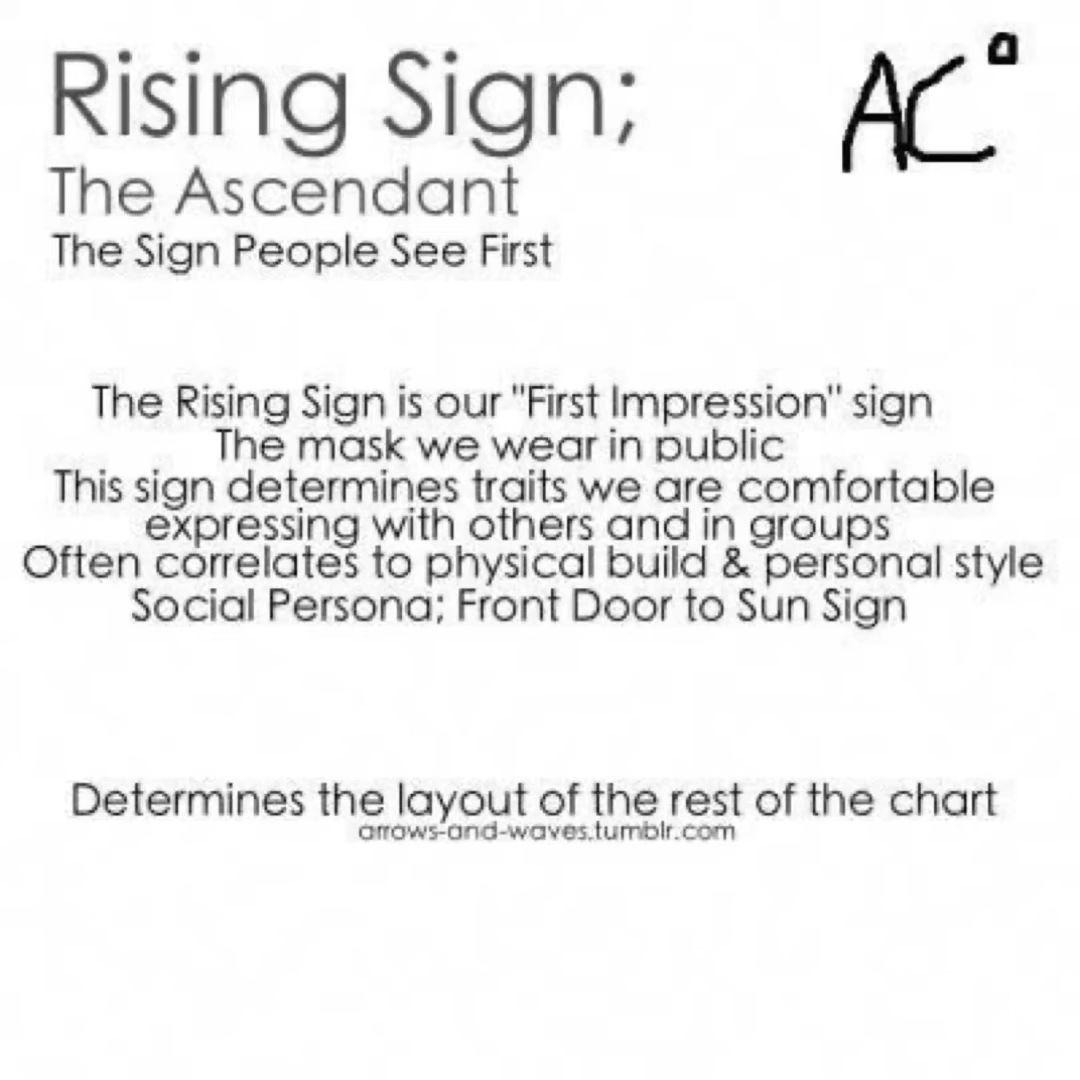 Rising Sign;
AC°
The Ascendant
The Sign People See First
The Rising Sign is our "First Impression" sign
The mask we wear in public
This sign determines traits we are comfortable
expressing with others and in groups
Often correlates to physical build & personal style
Social Persona; Front Door to Sun Sign
Determines the layout of the rest of the chart
arrows-and-waves.tumblr.com